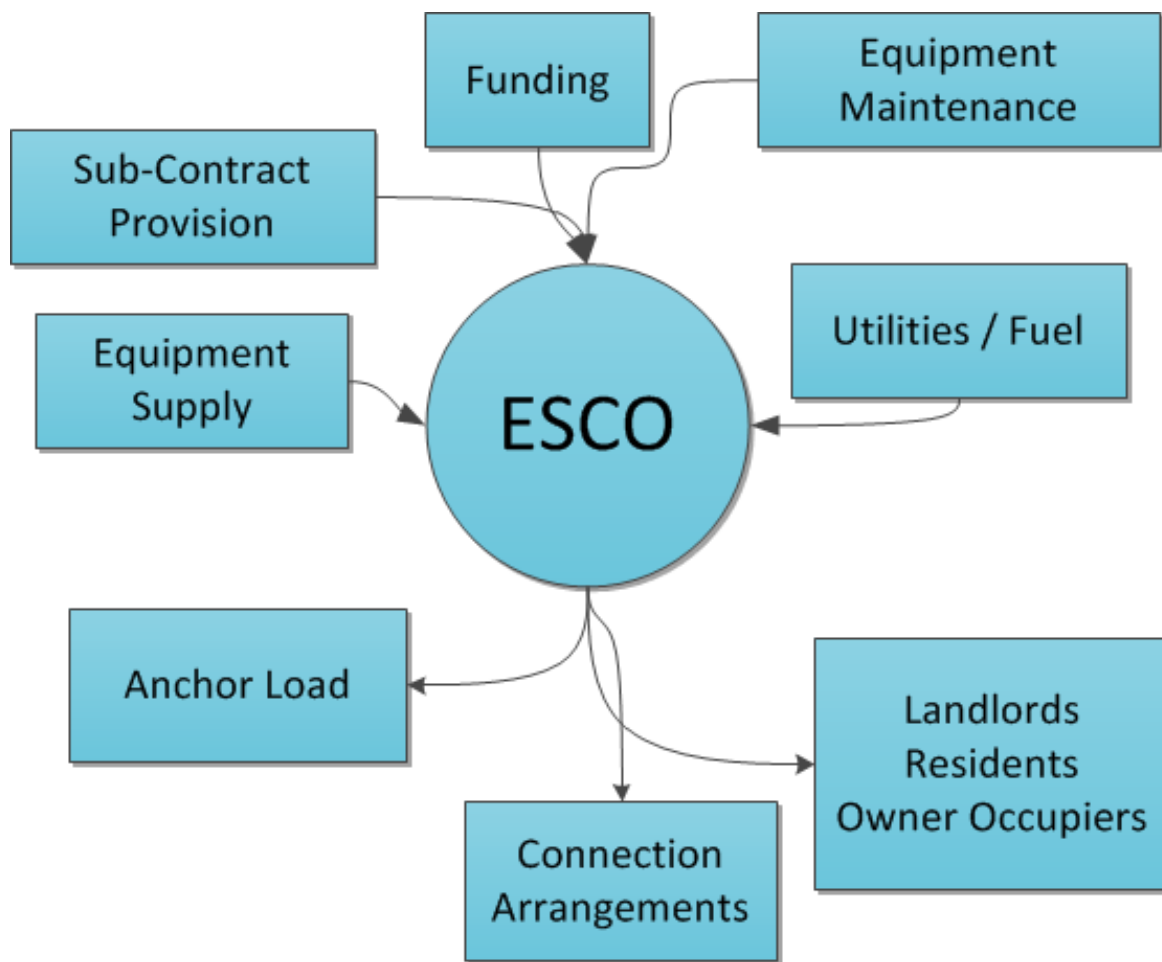 Funding
Equipment
Maintenance
Sub-Contract
Provision
Utilities / Fuel
Equipment
Supply
ESCO
Anchor Load
Landlords
Residents
Owner Occupiers
Connection
Arrangements